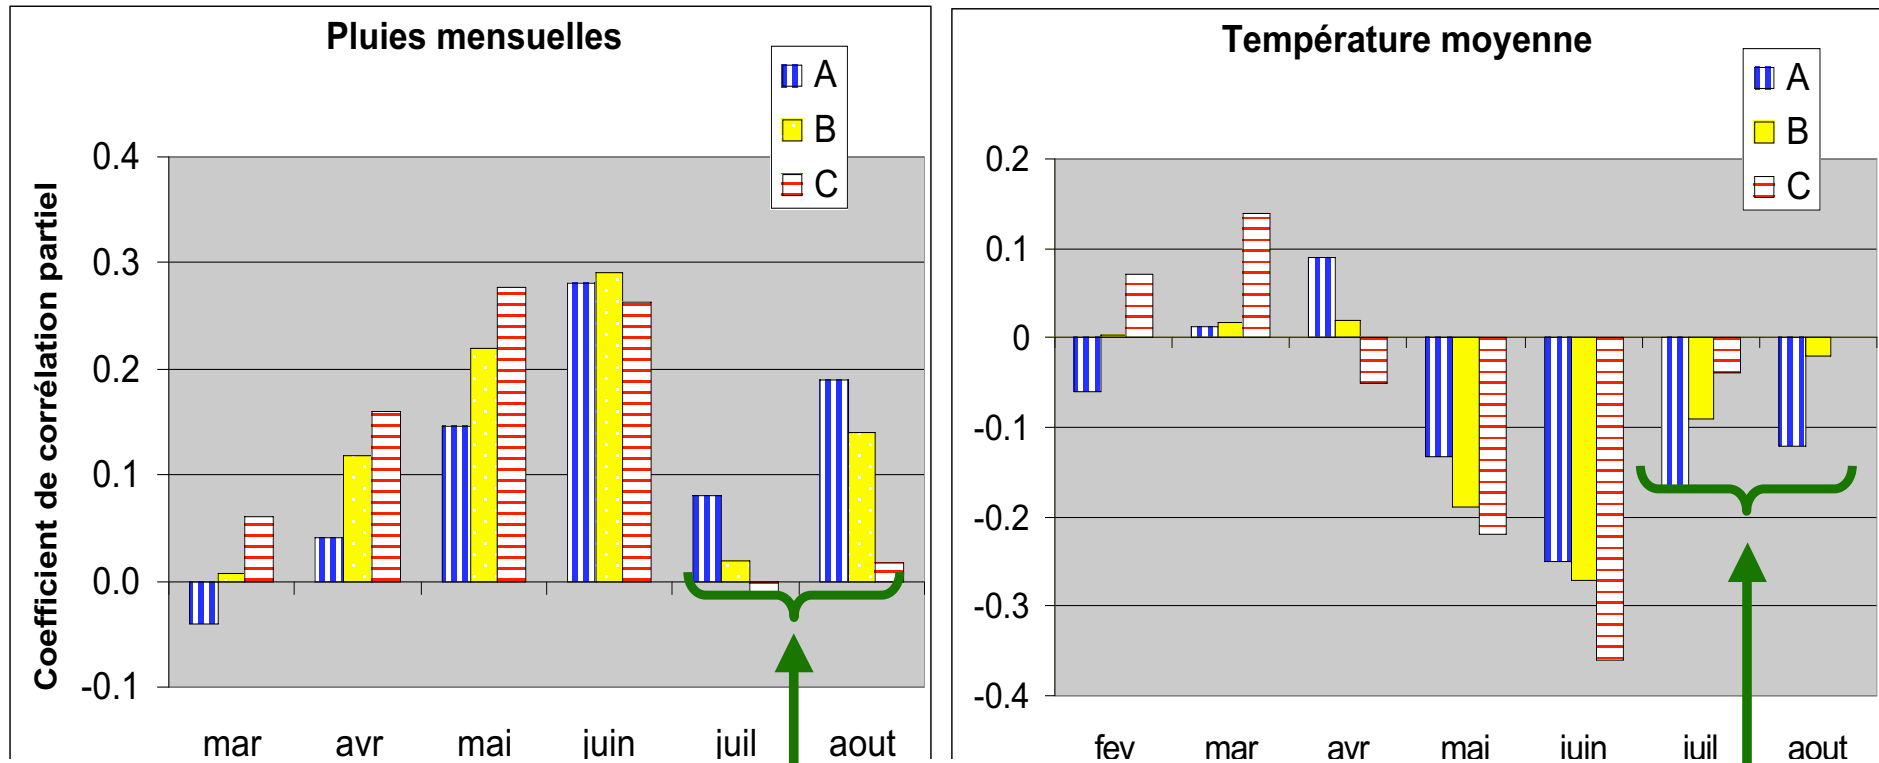 Pluies mensuelles
A
B
C
Coefficient de corrélation partiel
0.4
0.3
0.2
0.1
0.0
-0.1
mar avr mai juin juil aout
Température moyenne
A
B
C
0.2
0.1
0
-0.1
-0.2
-0.3
-0.4
fev mar avr mai juin juil aout